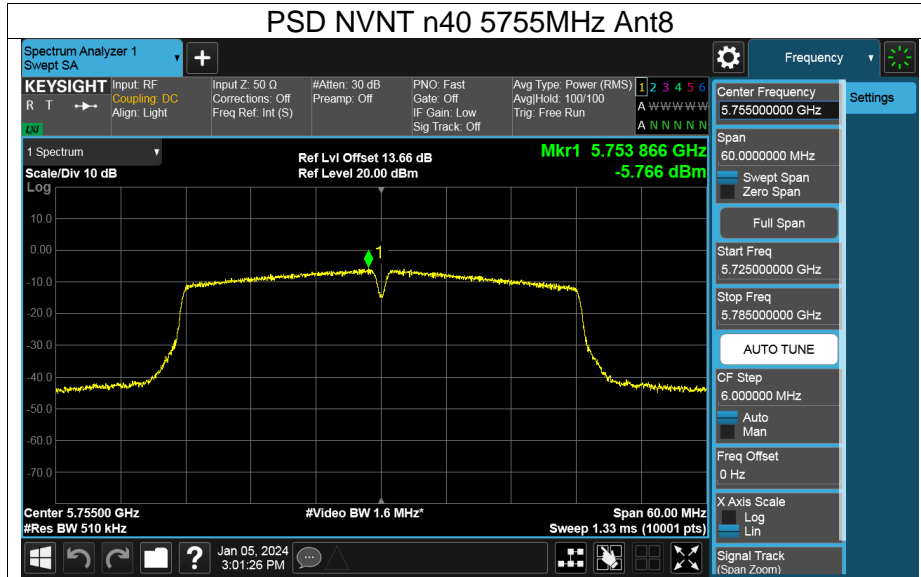 PSD NVNT n40 5755MHz Ant8
Spectrum Analyzer 1
Swept SA
+
Frequency
KEYSIGHT
R T
LXI
Input: RF
Coupling: DC
Align: Light
Input Z: 50 Ω
Corrections: Off
Freq Ref: Int (S)
#Atten: 30 dB
Preamp: Off
PNO: Fast
Gate: Off
IF Gain: Low
Sig Track: Off
Avg Type: Power (RMS)
Avg|Hold: 100/100
Trig: Free Run
1 2 3 4 5 6
A W W W W W
A N N N N N
1 Spectrum
Scale/Div 10 dB
Ref Lvl Offset 13.66 dB
Ref Level 20.00 dBm
Mkr1 5.753 866 GHz
-5.766 dBm
Log
10.0
0.00
-10.0
-20.0
-30.0
-40.0
-50.0
-60.0
-70.0
1
Center 5.75500 GHz
#Res BW 510 kHz
#Video BW 1.6 MHz*
Span 60.00 MHz
Sweep 1.33 ms (10001 pts)
Center Frequency
5.755000000 GHz
Span
60.0000000 MHz
Swept Span
Zero Span
Full Span
Start Freq
5.725000000 GHz
Stop Freq
5.785000000 GHz
AUTO TUNE
CF Step
6.000000 MHz
Auto
Man
Freq Offset
0 Hz
X Axis Scale
Log
Lin
Signal Track
(Span Zoom)
Settings
?
Jan 05, 2024
3:01:26 PM